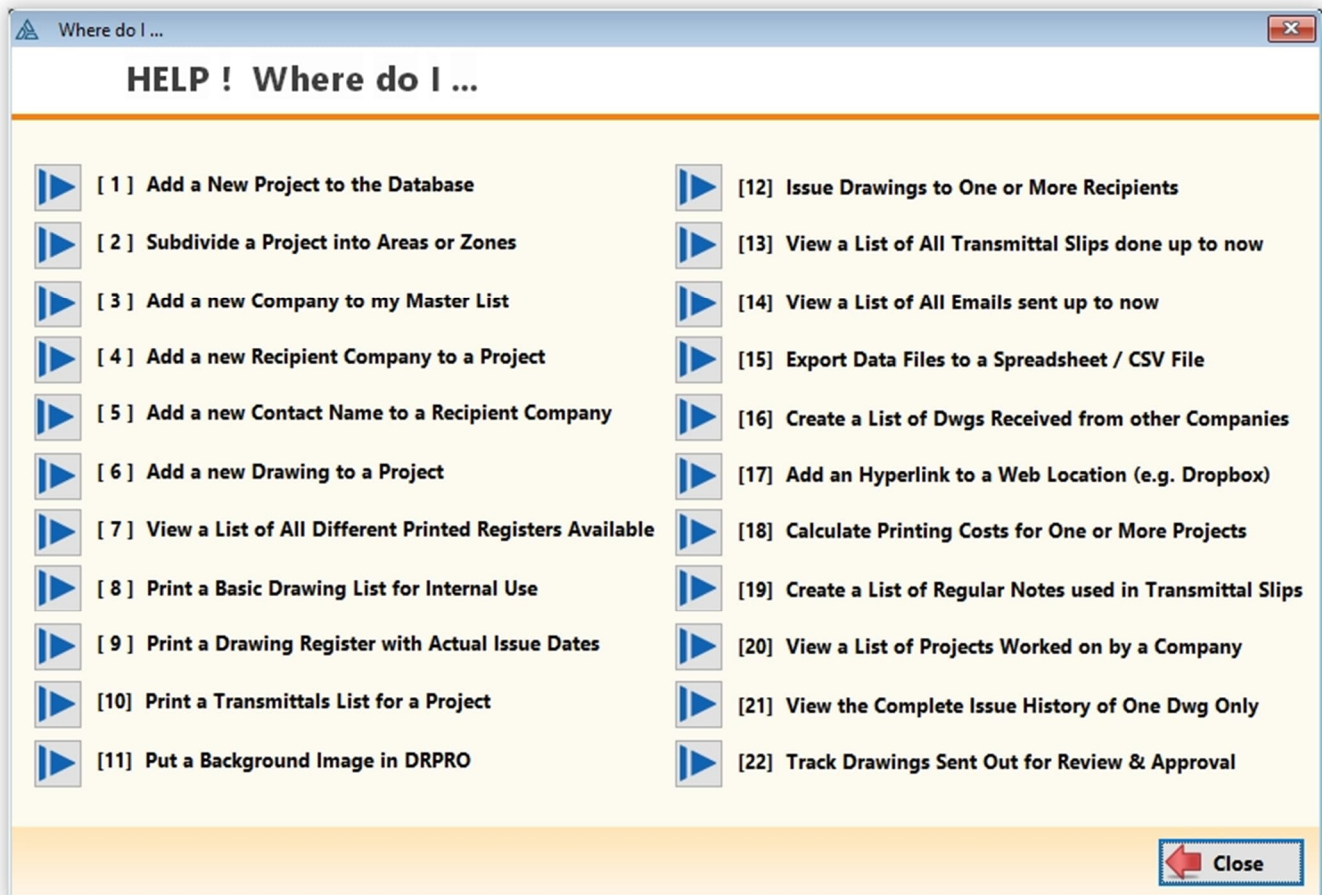 Where do I ...
HELP ! Where do I ...
[ 1 ] Add a New Project to the Database
[ 2 ] Subdivide a Project into Areas or Zones
[ 3 ] Add a new Company to my Master List
[ 4 ] Add a new Recipient Company to a Project
[ 5 ] Add a new Contact Name to a Recipient Company
[ 6 ] Add a new Drawing to a Project
[ 7 ] View a List of All Different Printed Registers Available
[ 8 ] Print a Basic Drawing List for Internal Use
[ 9 ] Print a Drawing Register with Actual Issue Dates
[10] Print a Transmittals List for a Project
[11] Put a Background Image in DRPRO
[12] Issue Drawings to One or More Recipients
[13] View a List of All Transmittal Slips done up to now
[14] View a List of All Emails sent up to now
[15] Export Data Files to a Spreadsheet / CSV File
[16] Create a List of Dwgs Received from other Companies
[17] Add an Hyperlink to a Web Location (e.g. Dropbox)
[18] Calculate Printing Costs for One or More Projects
[19] Create a List of Regular Notes used in Transmittal Slips
[20] View a List of Projects Worked on by a Company
[21] View the Complete Issue History of One Dwg Only
[22] Track Drawings Sent Out for Review & Approval
Close